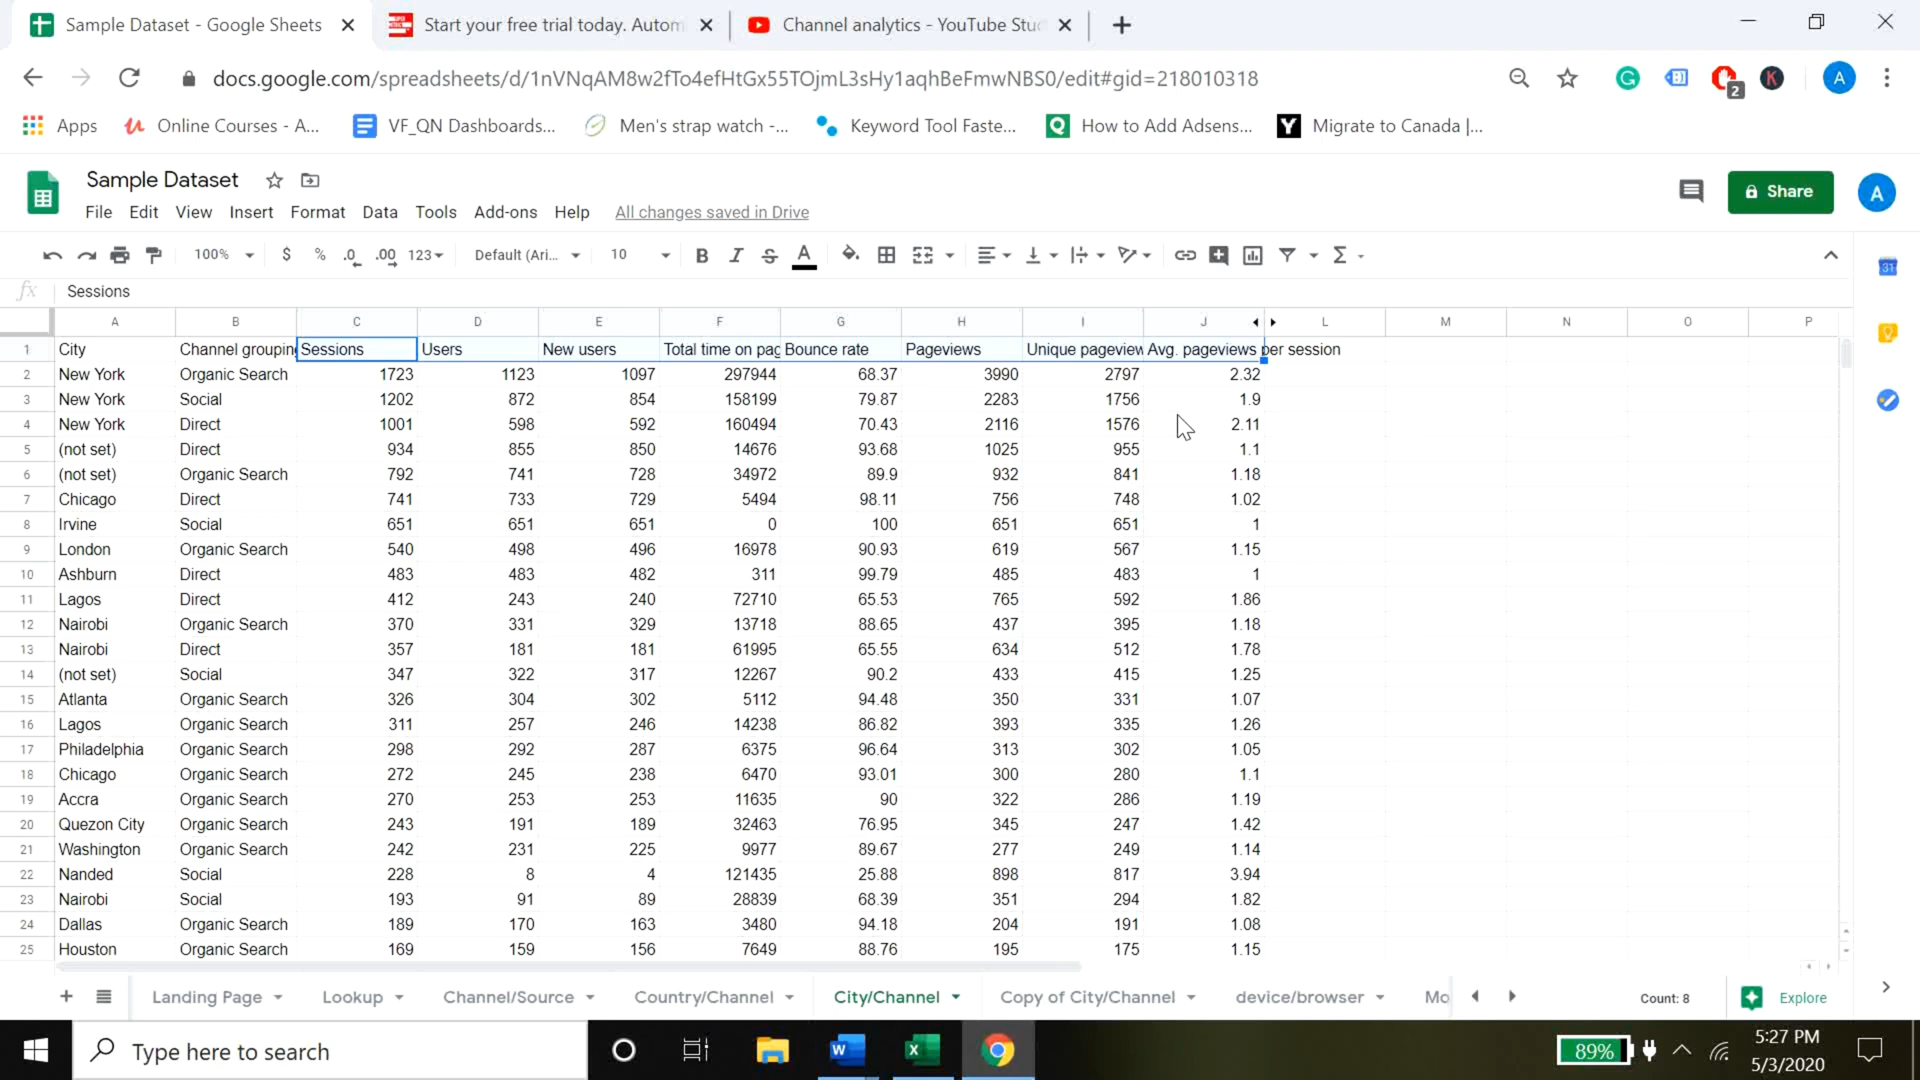 Sample Dataset - Google Sheets
Start your free trial today. Autom
Channel analytics - YouTube Stu
docs.google.com/spreadsheets/d/1nVNqAM8w2fTo4efHtGx55TOjmL3sHy1aqhBeFmwNBS0/edit#gid=218010318
2
A
Apps
Online Courses - A...
VF_QN Dashboards...
Men's strap watch -...
Keyword Tool Faste...
How to Add Adsens...
Migrate to Canada |...
Sample Dataset
Share
A
File Edit View Insert Format Data Tools Add-ons Help All changes saved in Drive
100% $ % .0 .00 123 Default (Ari... 10 B I S A Σ
31
fx Sessions
A B C D E F G H I J L M N O P
1 City Channel grouping Sessions Users New users Total time on pag Bounce rate Pageviews Unique pageview Avg. pageviews per session
2 New York Organic Search 1723 1123 1097 297944 68.37 3990 2797 2.32
3 New York Social 1202 872 854 158199 79.87 2283 1756 1.9
4 New York Direct 1001 598 592 160494 70.43 2116 1576 2.11
5 (not set) Direct 934 855 850 14676 93.68 1025 955 1.1
6 (not set) Organic Search 792 741 728 34972 89.9 932 841 1.18
7 Chicago Direct 741 733 729 5494 98.11 756 748 1.02
8 Irvine Social 651 651 651 0 100 651 651 1
9 London Organic Search 540 498 496 16978 90.93 619 567 1.15
10 Ashburn Direct 483 483 482 311 99.79 485 483 1
11 Lagos Direct 412 243 240 72710 65.53 765 592 1.86
12 Nairobi Organic Search 370 331 329 13718 88.65 437 395 1.18
13 Nairobi Direct 357 181 181 61995 65.55 634 512 1.78
14 (not set) Social 347 322 317 12267 90.2 433 415 1.25
15 Atlanta Organic Search 326 304 302 5112 94.48 350 331 1.07
16 Lagos Organic Search 311 257 246 14238 86.82 393 335 1.26
17 Philadelphia Organic Search 298 292 287 6375 96.64 313 302 1.05
18 Chicago Organic Search 272 245 238 6470 93.01 300 280 1.1
19 Accra Organic Search 270 253 253 11635 90 322 286 1.19
20 Quezon City Organic Search 243 191 189 32463 76.95 345 247 1.42
21 Washington Organic Search 242 231 225 9977 89.67 277 249 1.14
22 Nanded Social 228 8 4 121435 25.88 898 817 3.94
23 Nairobi Social 193 91 89 28839 68.39 351 294 1.82
24 Dallas Organic Search 189 170 163 3480 94.18 204 191 1.08
25 Houston Organic Search 169 159 156 7649 88.76 195 175 1.15
Landing Page Lookup Channel/Source Country/Channel City/Channel Copy of City/Channel device/browser Mo Count: 8 Explore
Type here to search
89%
5:27 PM
5/3/2020